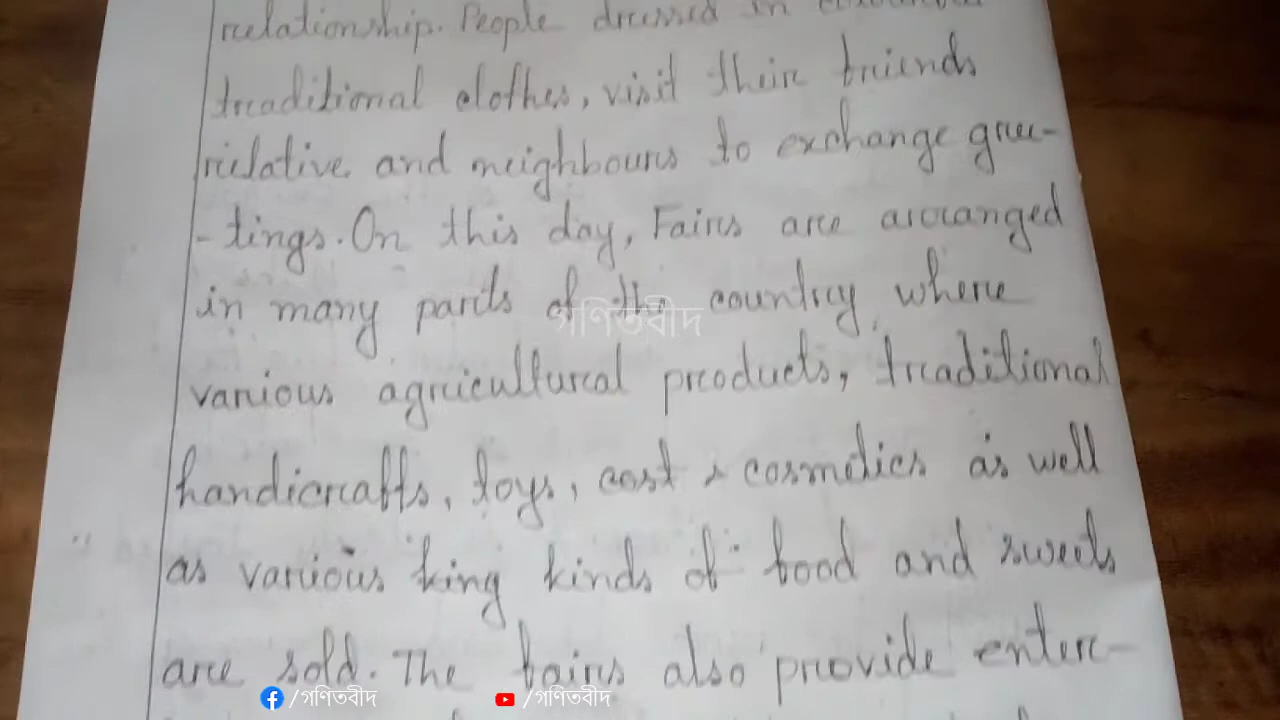 relationship. People dressed in
traditional clothes, visit their friends
relative and neighbours to exchange gree-
-tings. On this day, Fairs are arranged
in many parts of the country where
গণিতবীদ
various agricultural products, traditional
handicrafts, toys, cost & cosmetics as well
as various king kinds of food and sweets
are sold. The fairs also provide enter-
/গণিতবীদ /গণিতবীদ